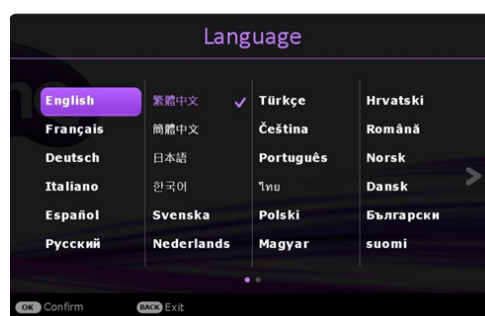 Language
English
Français
Deutsch
Italiano
Español
Русский
繁體中文
簡體中文
日本語
한국어
Svenska
Nederlands
Türkçe
Čeština
Português
ไทย
Polski
Magyar
Hrvatski
Română
Norsk
Dansk
Български
suomi
OK Confirm
BACK Exit